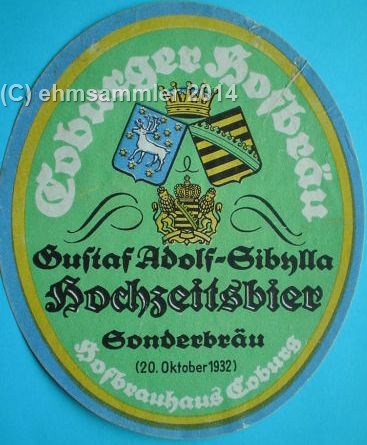 Coburger Hofbräu
(C) ehmsammler 2014
Gustaf Adolf-Sibylla
Hochzeitsbier
Sonderbräu
(20. Oktober 1932)
Hofbrauhaus Coburg